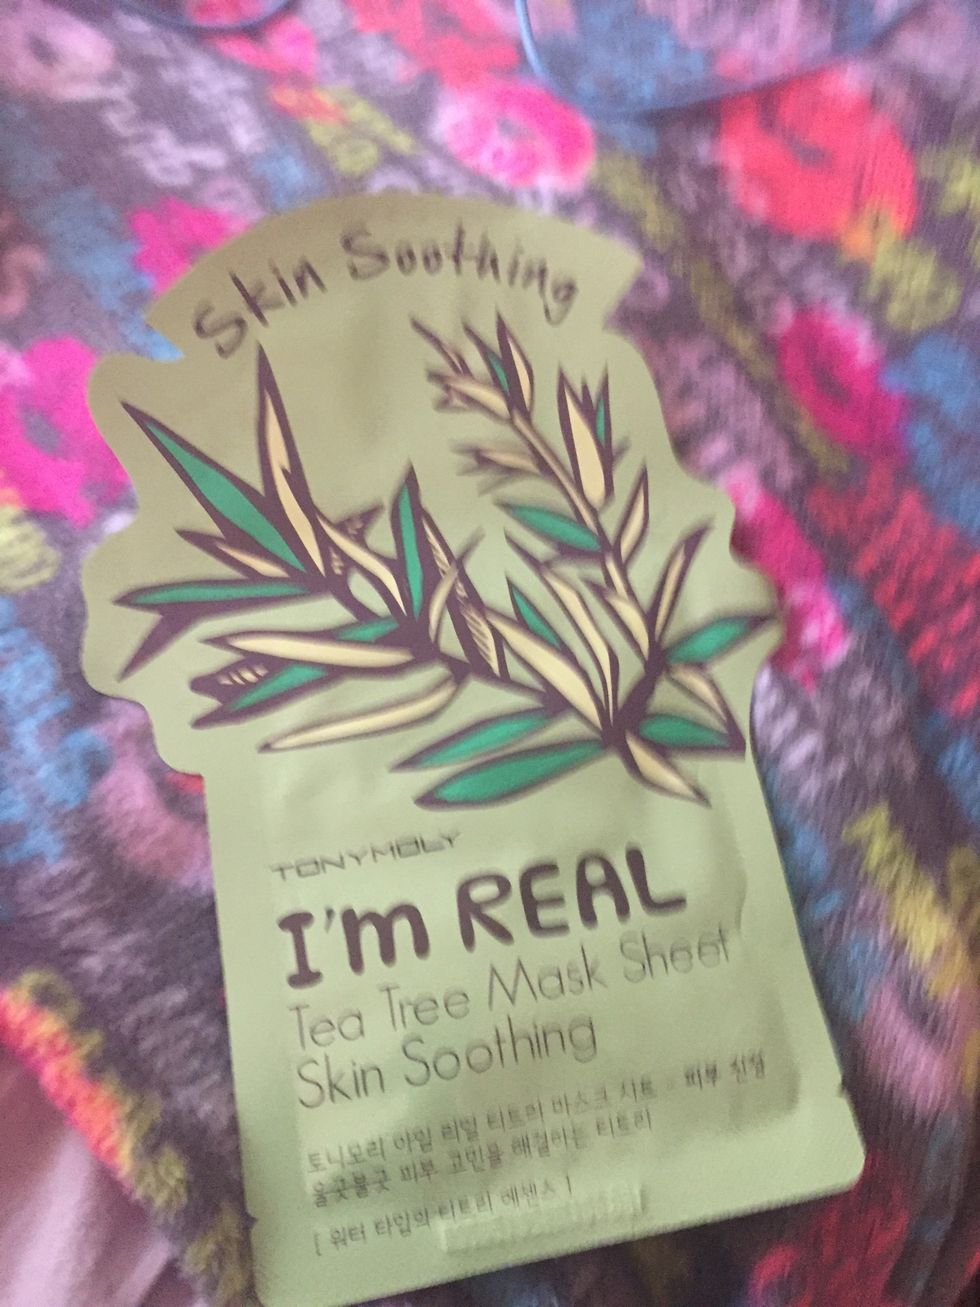 Skin Soothing
TONYMOLY
I'm REAL
Tea Tree Mask Sheet
Skin Soothing
토니모리 아임 리얼 티트리 마스크 시트 - 피부 진정
울긋불긋 피부 고민을 해결하는 티트리
[ 워터 타입의 티트리 에센스 ]